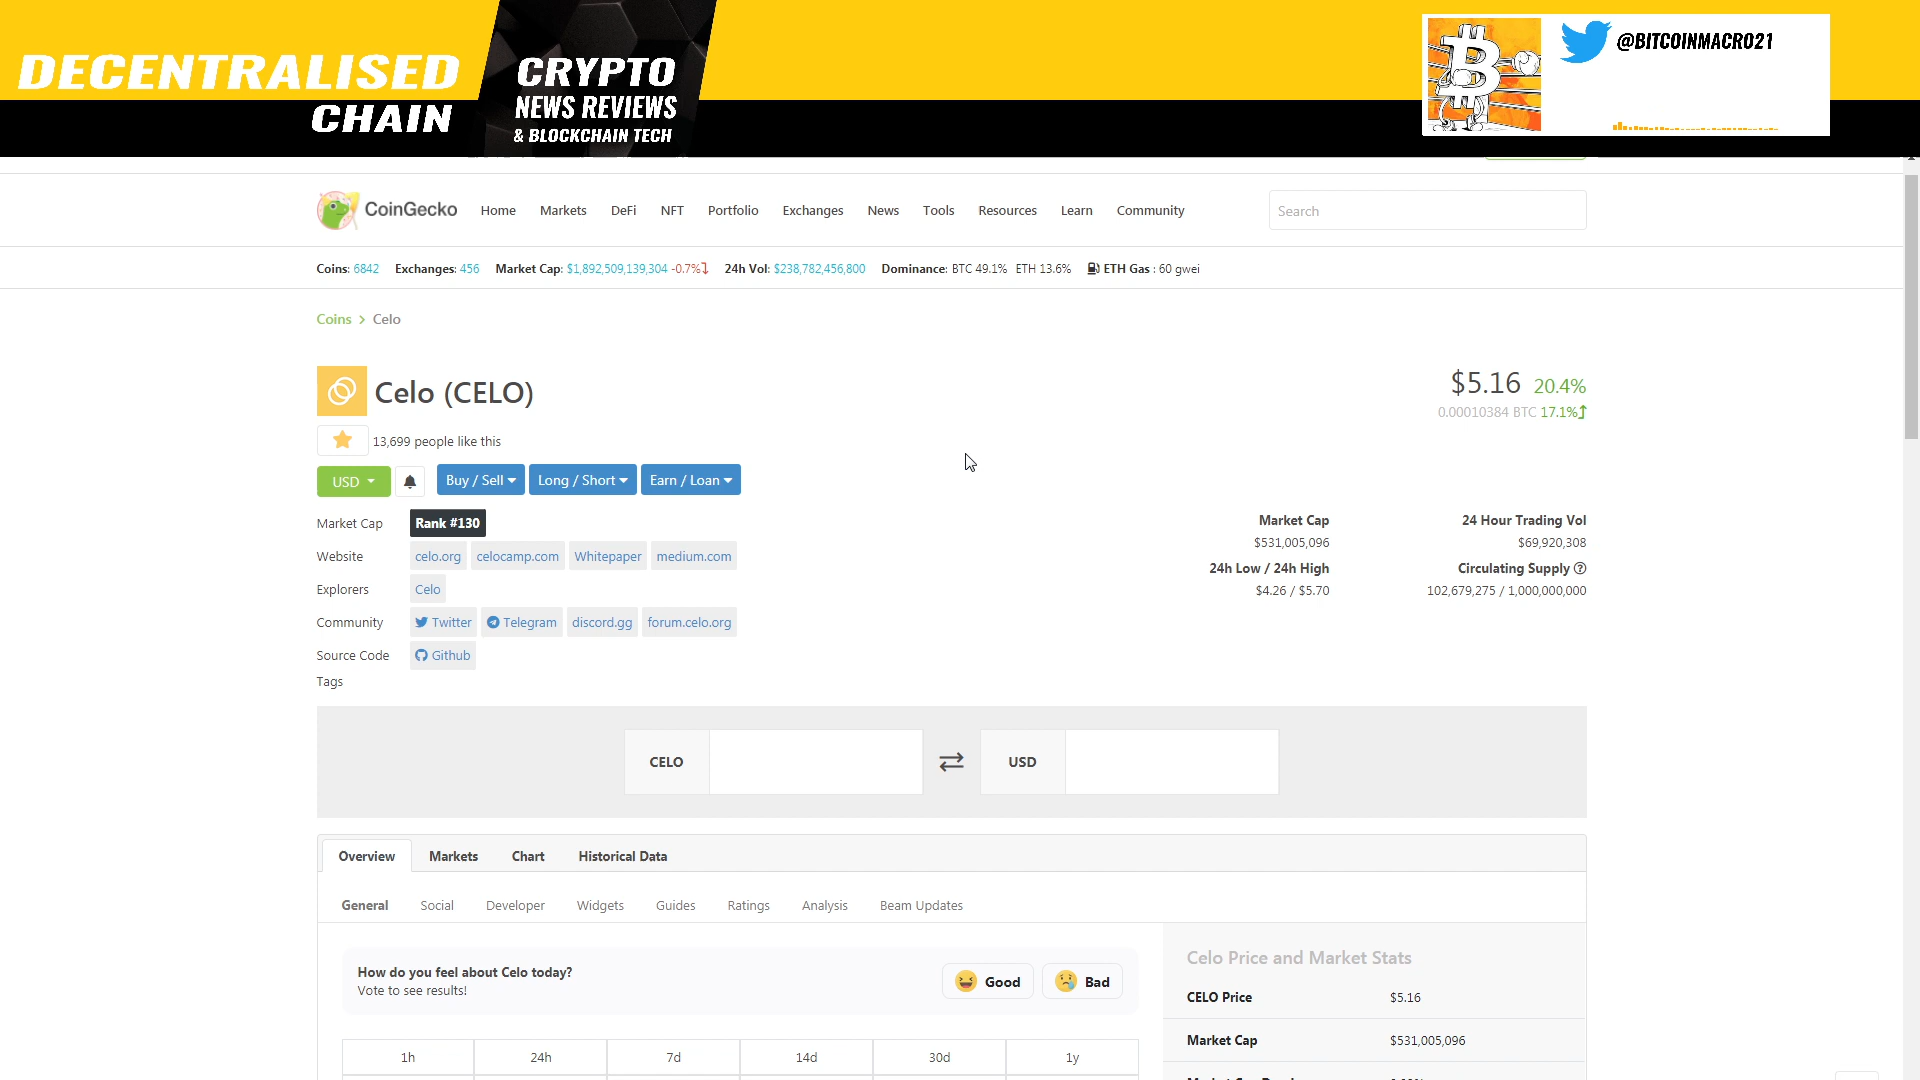 DECENTRALISED
CHAIN
CRYPTO
NEWS REVIEWS
& BLOCKCHAIN TECH
@BITCOINMACRO21
CoinGecko Home Markets DeFi NFT Portfolio Exchanges News Tools Resources Learn Community Search
Coins: 6842 Exchanges: 456 Market Cap: $1,892,509,139,304 -0.7% 24h Vol: $238,782,456,800 Dominance: BTC 49.1% ETH 13.6% ETH Gas : 60 gwei
Coins > Celo
Celo (CELO)
$5.16 20.4%
0.00010384 BTC 17.1%
13,699 people like this
USD Buy / Sell Long / Short Earn / Loan
Market Cap Rank #130
Website celo.org celocamp.com Whitepaper medium.com
Explorers Celo
Community Twitter Telegram discord.gg forum.celo.org
Source Code Github
Tags
Market Cap 24 Hour Trading Vol
$531,005,096 $69,920,308
24h Low / 24h High Circulating Supply
$4.26 / $5.70 102,679,275 / 1,000,000,000
CELO USD
Overview Markets Chart Historical Data
General Social Developer Widgets Guides Ratings Analysis Beam Updates
How do you feel about Celo today?
Vote to see results!
Good Bad
1h 24h 7d 14d 30d 1y
Celo Price and Market Stats
CELO Price $5.16
Market Cap $531,005,096